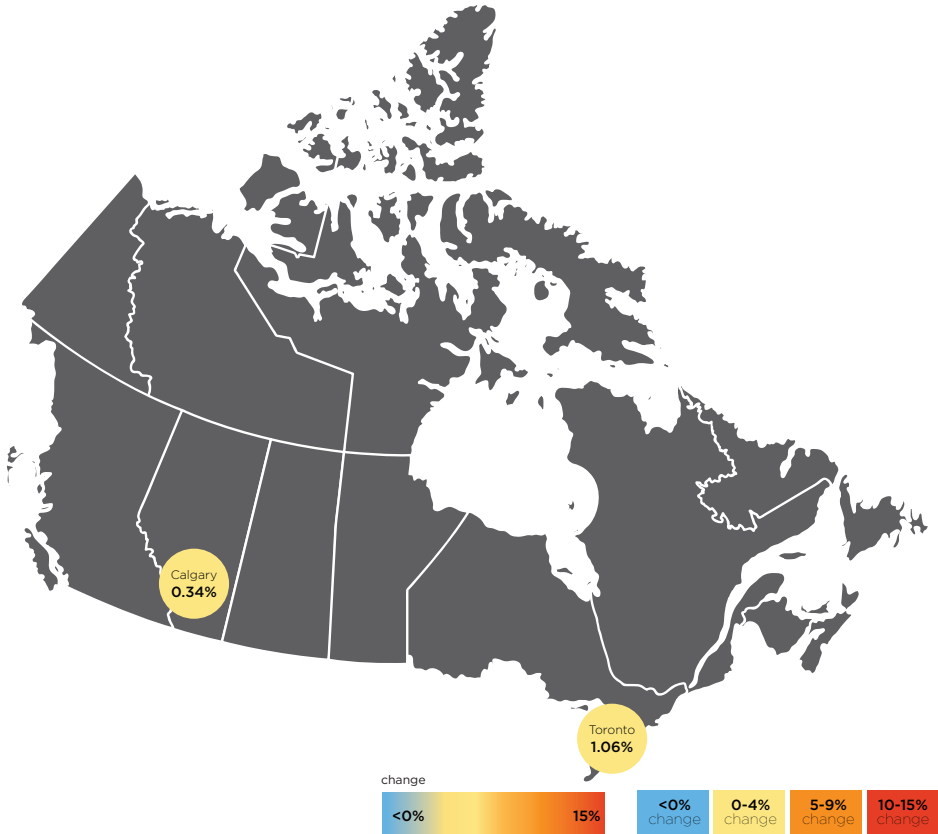 Calgary
0.34%
Toronto
1.06%
change
<0%
15%
<0%
change
0-4%
change
5-9%
change
10-15%
change